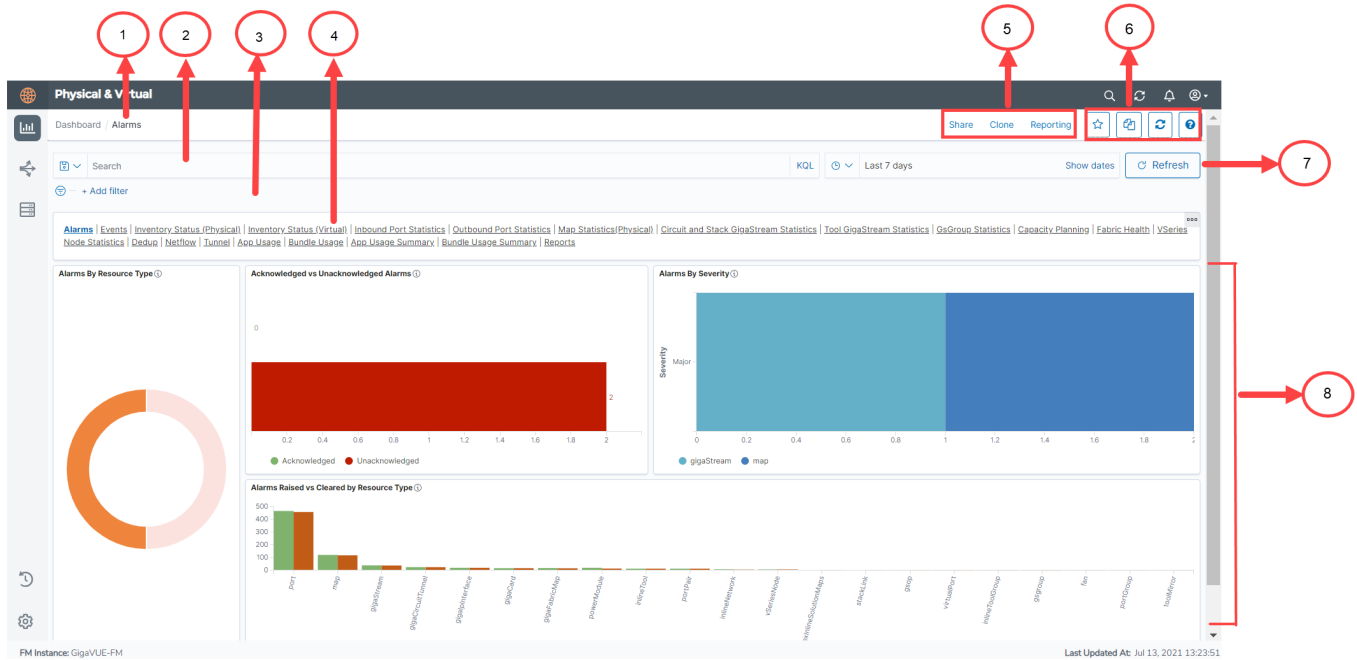 1 2 3 4 5 6
Physical & Virtual
Dashboard / Alarms
Share Clone Reporting
Search KQL Last 7 days Show dates Refresh
7
+ Add filter
Alarms | Events | Inventory Status (Physical) | Inventory Status (Virtual) | Inbound Port Statistics | Outbound Port Statistics | Map Statistics(Physical) | Circuit and Stack GigaStream Statistics | Tool GigaStream Statistics | GsGroup Statistics | Capacity Planning | Fabric Health | VSeries
Node Statistics | Dedup | Netflow | Tunnel | App Usage | Bundle Usage | App Usage Summary | Bundle Usage Summary | Reports
Alarms By Resource Type
Acknowledged vs Unacknowledged Alarms
0
2
0.2 0.4 0.6 0.8 1 1.2 1.4 1.6 1.8 2
Acknowledged Unacknowledged
Alarms By Severity
Severity
Major
0 0.2 0.4 0.6 0.8 1 1.2 1.4 1.6 1.8
gigaStream map
8
Alarms Raised vs Cleared by Resource Type
500
400
300
200
100
0
port map gigaStream gigaCircuitTunnel gigaIpInterface gigaCard gigaFabricMap powerModule inlineTool portPair inlineNetwork vSeriesNode stackLink gsop virtualPort inlineToolGroup gsgroup fan portGroup toolMirror
FM Instance: GigaVUE-FM
Last Updated At: Jul 13, 2021 13:23:51